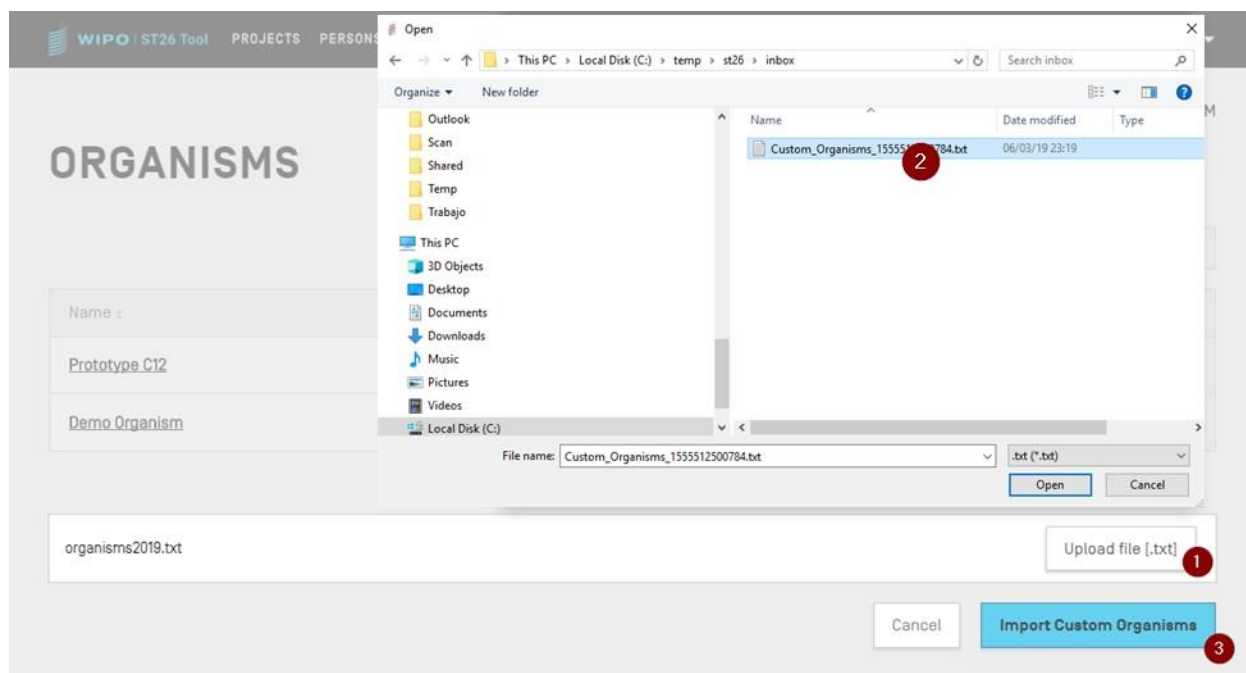 WIPO | ST26 Tool PROJECTS PERSONS
Open
This PC > Local Disk (C:) > temp > st26 > inbox
Search inbox
Organize New folder
Outlook
Scan
Shared
Temp
Trabajo
This PC
3D Objects
Desktop
Documents
Downloads
Music
Pictures
Videos
Local Disk (C:)
Name Date modified Type
Custom_Organisms_1555512500784.txt 06/03/19 23:19
2
File name: Custom_Organisms_1555512500784.txt
.txt (*.txt)
Open Cancel
M
ORGANISMS
Name
Prototype C12
Demo Organism
organisms2019.txt
Upload file [.txt]
1
Cancel
Import Custom Organisms
3